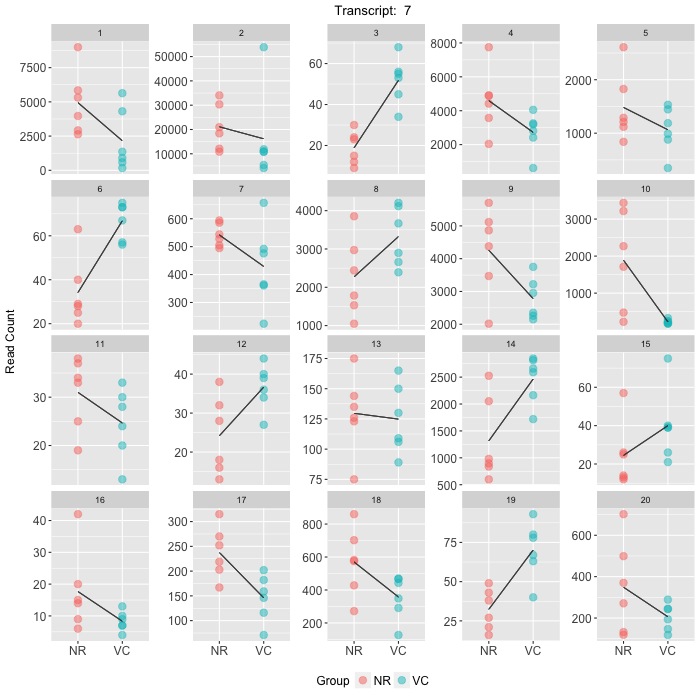 Transcript: 7
1 2 3 4 5
7500 5000 2500 0
50000 40000 30000 20000 10000
60 40 20
8000 6000 4000 2000
2000 1000
6 7 8 9 10
60 40 20
600 500 400 300
4000 3000 2000 1000
5000 4000 3000 2000
3000 2000 1000
Read Count
11 12 13 14 15
30 20
40 30 20
175 150 125 100 75
2500 2000 1500 1000 500
60 40 20
16 17 18 19 20
40 30 20 10
300 250 200 150 100
800 600 400 200
75 50 25
600 400 200
NR VC NR VC NR VC NR VC NR VC
Group NR VC